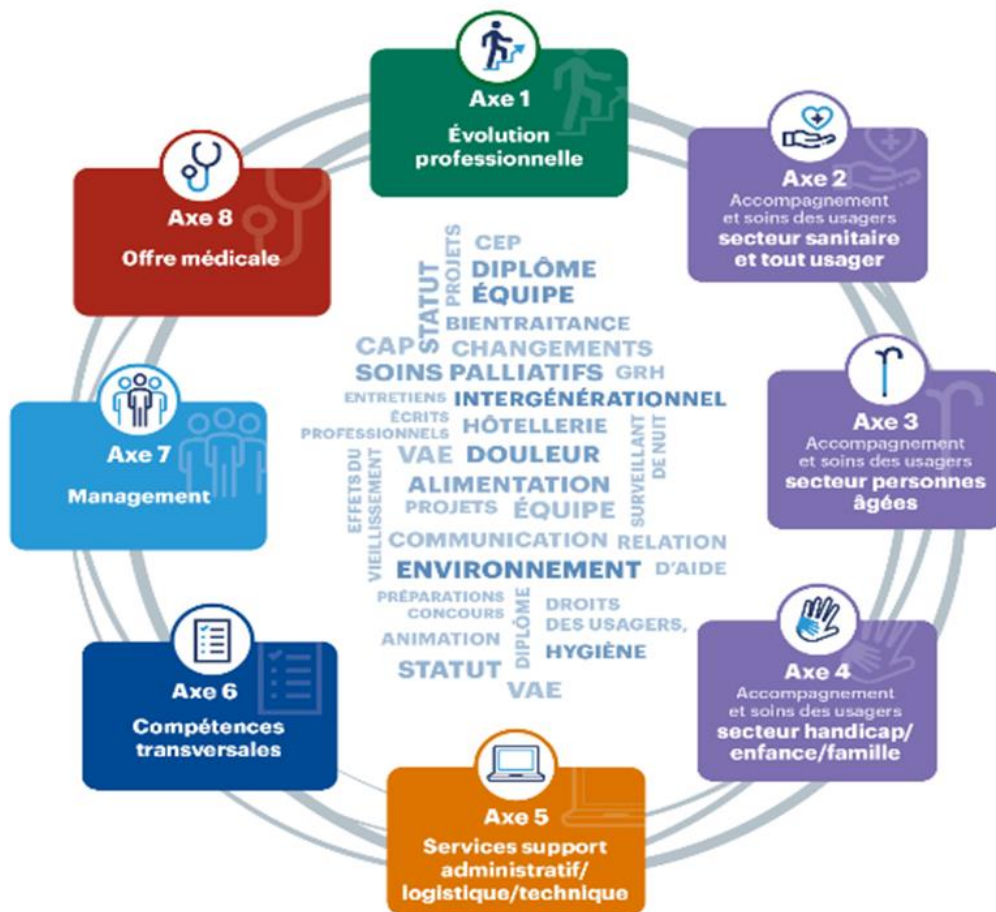 Axe 1
Évolution
professionnelle
Axe 2
Accompagnement
et soins des usagers
secteur sanitaire
et tout usager
Axe 3
Accompagnement
et soins des usagers
secteur personnes
âgées
Axe 4
Accompagnement
et soins des usagers
secteur handicap/
enfance/famille
Axe 5
Services support
administratif/
logistique/technique
Axe 6
Compétences
transversales
Axe 7
Management
Axe 8
Offre médicale
STATUT
PROJETS
CEP
DIPLÔME
ÉQUIPE
BIENTRAITANCE
CAP
CHANGEMENTS
SOINS PALLIATIFS
GRH
ENTRETIENS
INTERGÉNÉRATIONNEL
ÉCRITS
PROFESSIONNELS
HÔTELLERIE
VAE
DOULEUR
SURVEILLANT
DE NUIT
EFFETS DU
VIEILLISSEMENT
ALIMENTATION
PROJETS
ÉQUIPE
COMMUNICATION
RELATION
D'AIDE
ENVIRONNEMENT
PRÉPARATIONS
CONCOURS
DIPLÔME
DROITS
DES USAGERS,
ANIMATION
HYGIÈNE
STATUT
VAE